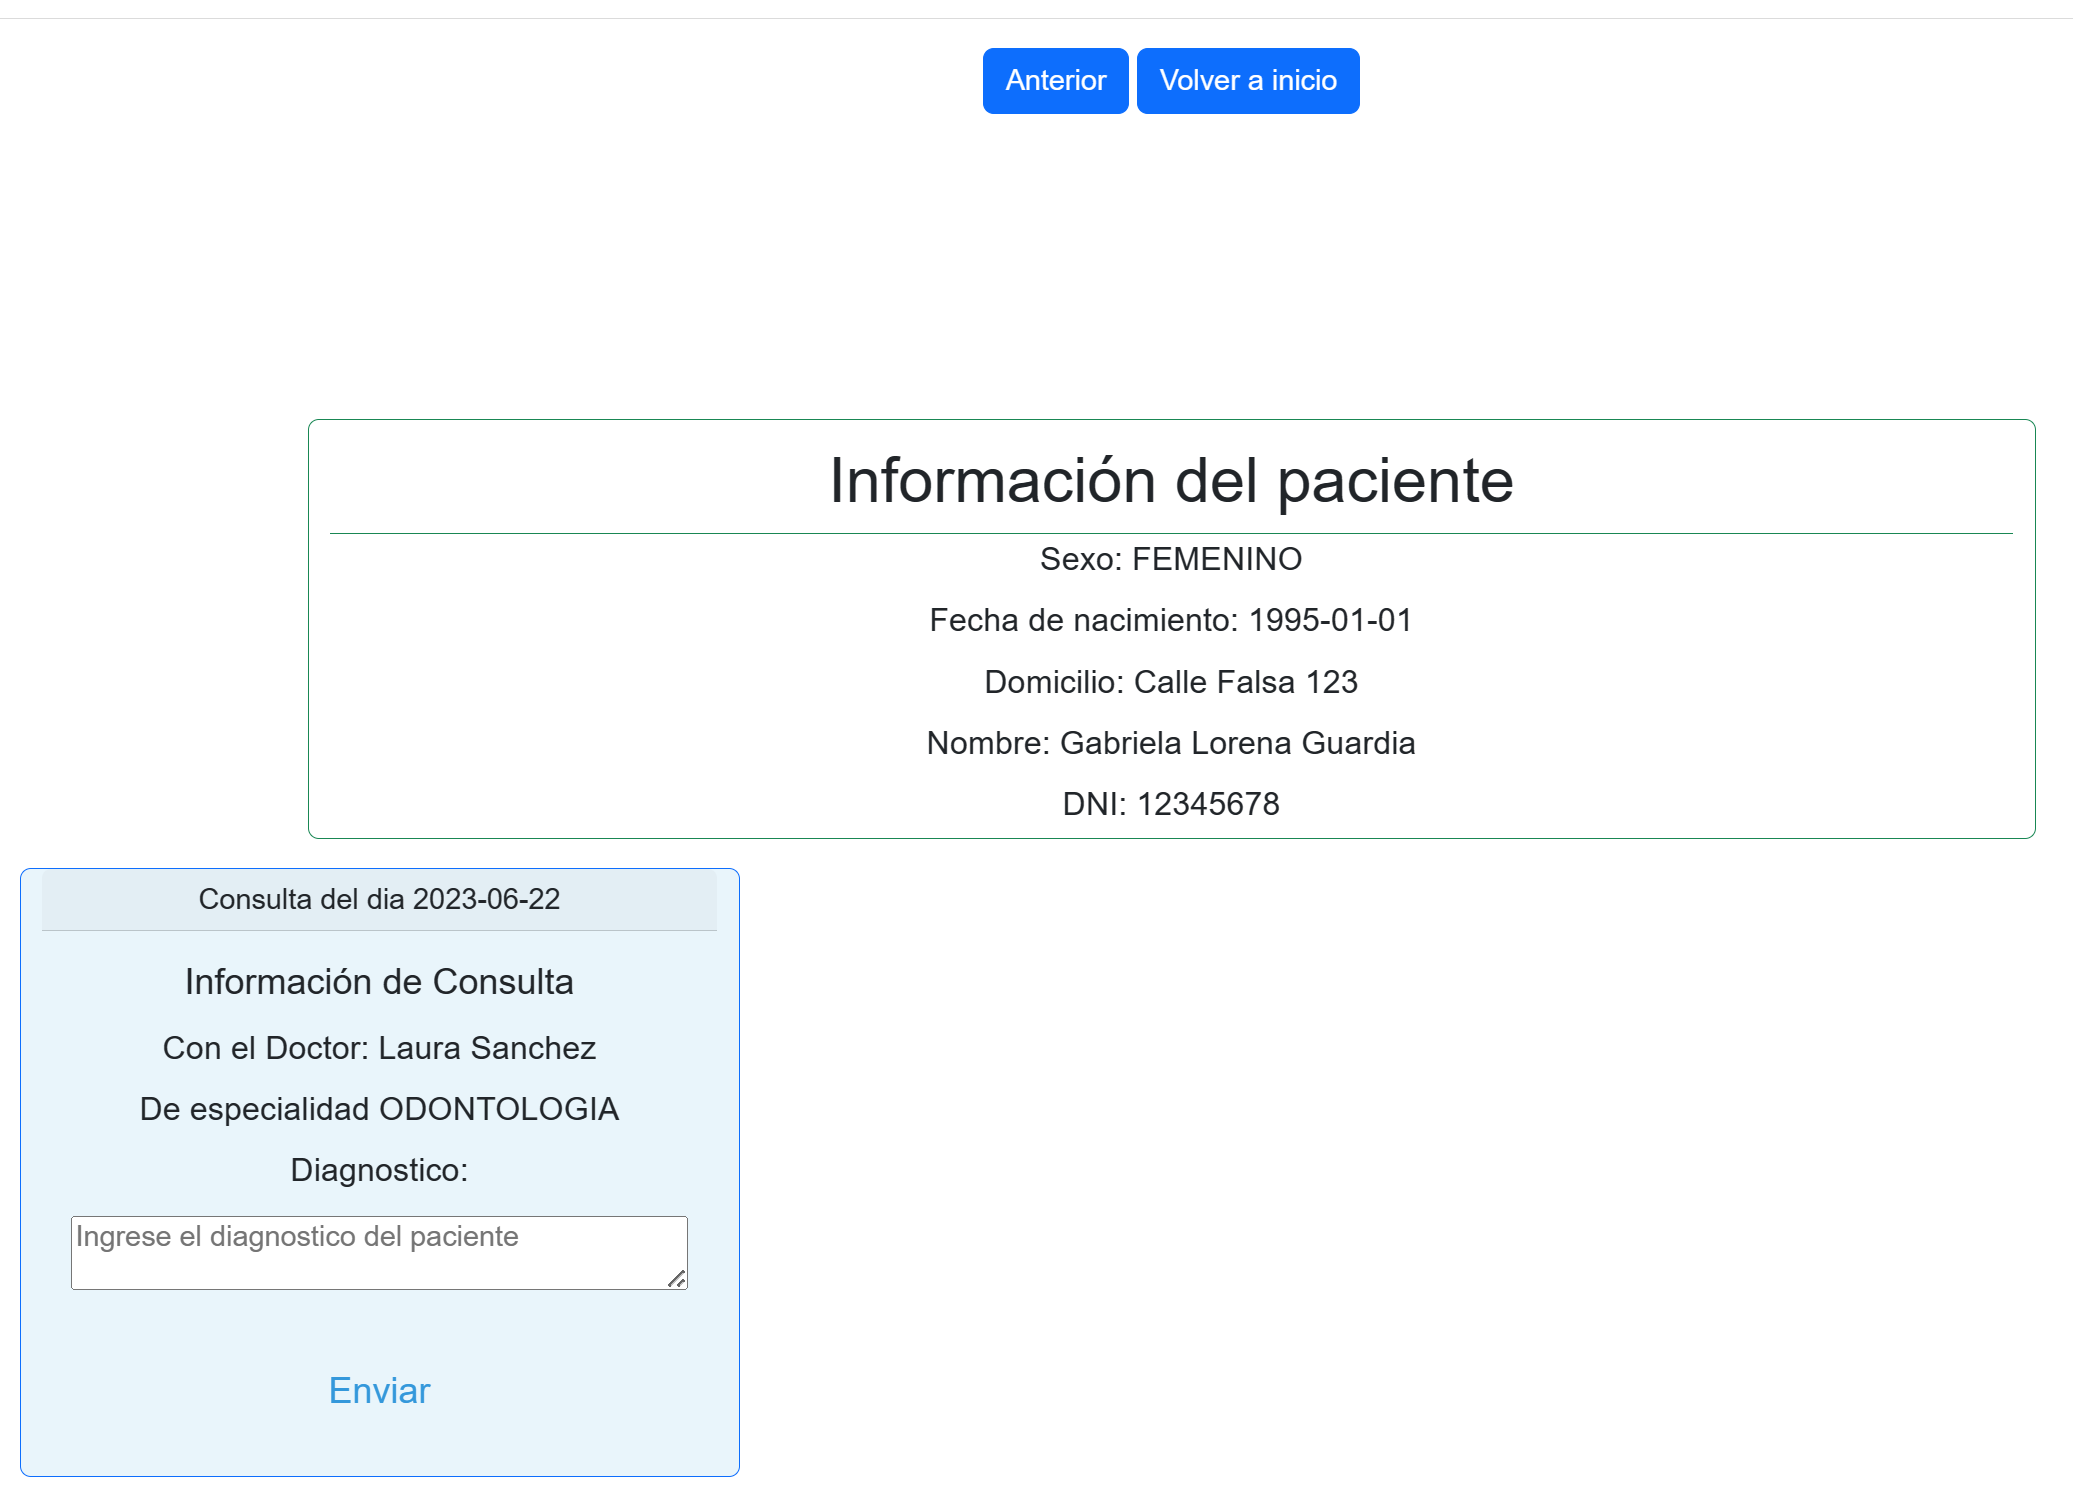 Anterior Volver a inicio
Información del paciente
Sexo: FEMENINO
Fecha de nacimiento: 1995-01-01
Domicilio: Calle Falsa 123
Nombre: Gabriela Lorena Guardia
DNI: 12345678
Consulta del dia 2023-06-22
Información de Consulta
Con el Doctor: Laura Sanchez
De especialidad ODONTOLOGIA
Diagnostico:
Ingrese el diagnostico del paciente
Enviar